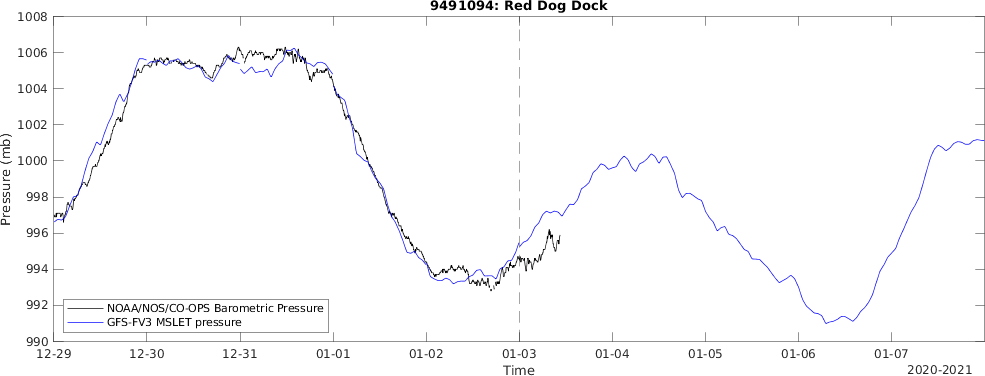 9491094: Red Dog Dock
Pressure (mb)
1008
1006
1004
1002
1000
998
996
994
992
990
NOAA/NOS/CO-OPS Barometric Pressure
GFS-FV3 MSLET pressure
12-29 12-30 12-31 01-01 01-02 01-03 01-04 01-05 01-06 01-07
Time
2020-2021